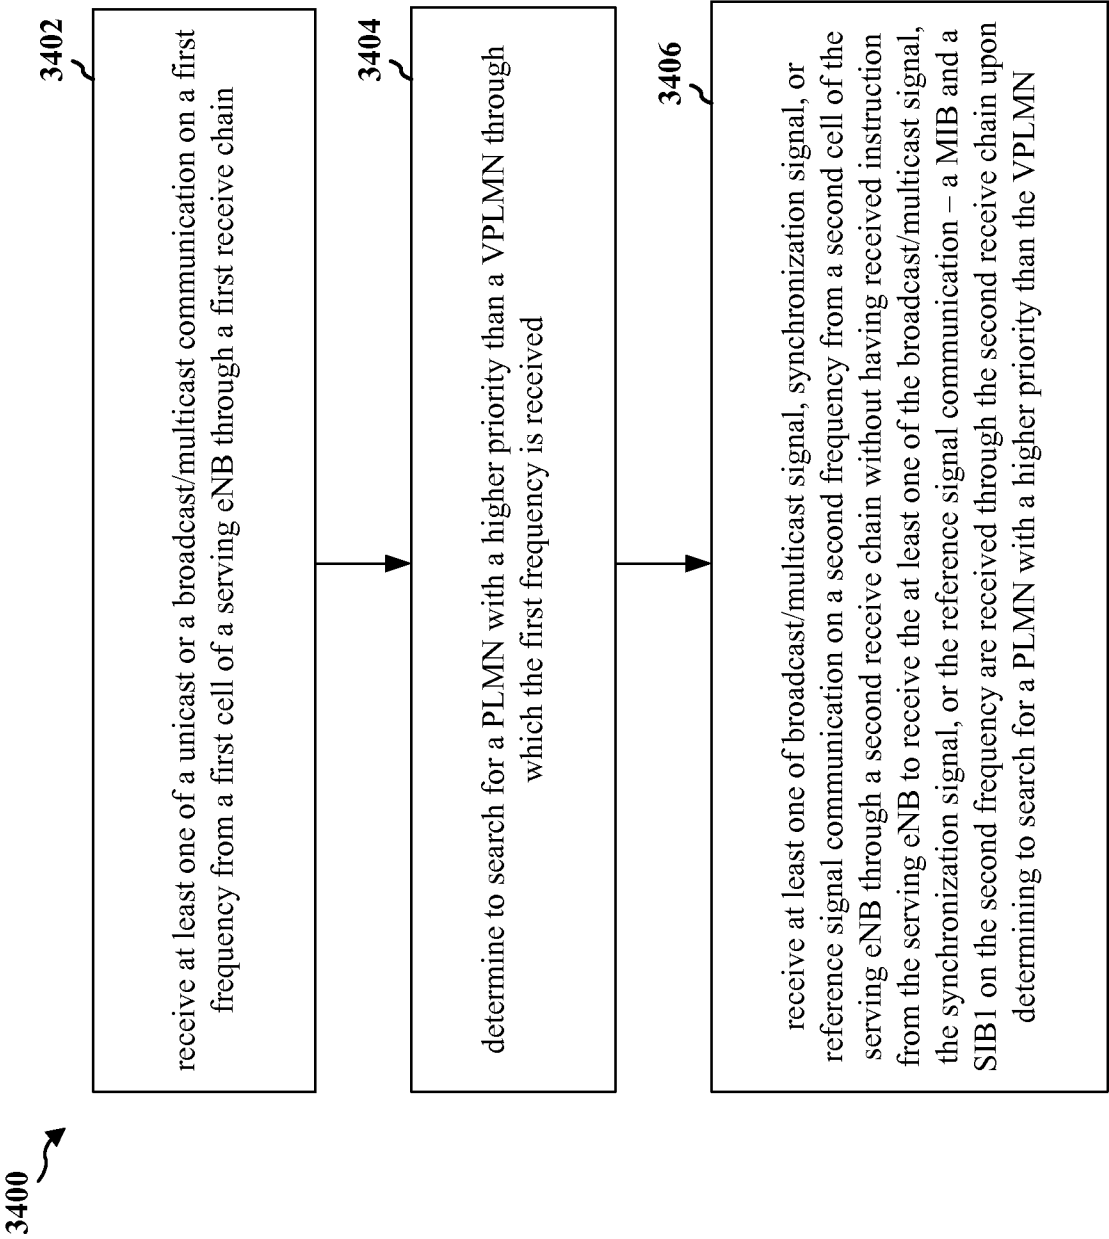 3400
3402
receive at least one of a unicast or a broadcast/multicast communication on a first
frequency from a first cell of a serving eNB through a first receive chain
3404
determine to search for a PLMN with a higher priority than a VPLMN through
which the first frequency is received
3406
receive at least one of broadcast/multicast signal, synchronization signal, or
reference signal communication on a second frequency from a second cell of the
serving eNB through a second receive chain without having received instruction
from the serving eNB to receive the at least one of the broadcast/multicast signal,
the synchronization signal, or the reference signal communication – a MIB and a
SIB1 on the second frequency are received through the second receive chain upon
determining to search for a PLMN with a higher priority than the VPLMN